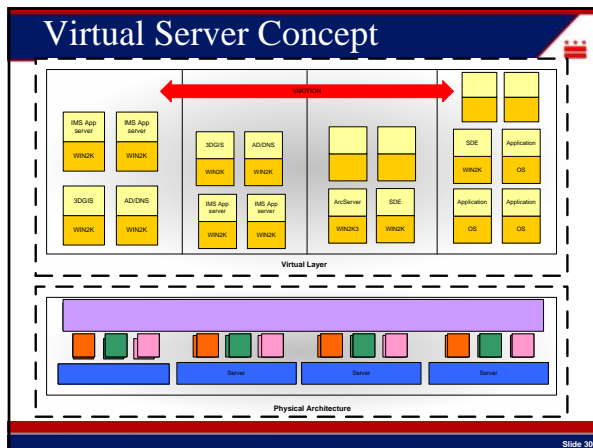 Virtual Server Concept
VMOTION
IMS App
server
WIN2K
IMS App
server
WIN2K
3DGIS
WIN2K
AD/DNS
WIN2K
3DGIS
WIN2K
AD/DNS
WIN2K
IMS App
server
WIN2K
IMS App
server
WIN2K
ArcServer
WIN2K3
SDE
WIN2K
SDE
WIN2K
Application
OS
Application
OS
Application
OS
Virtual Layer
Server
Server
Server
Physical Architecture
Slide 30